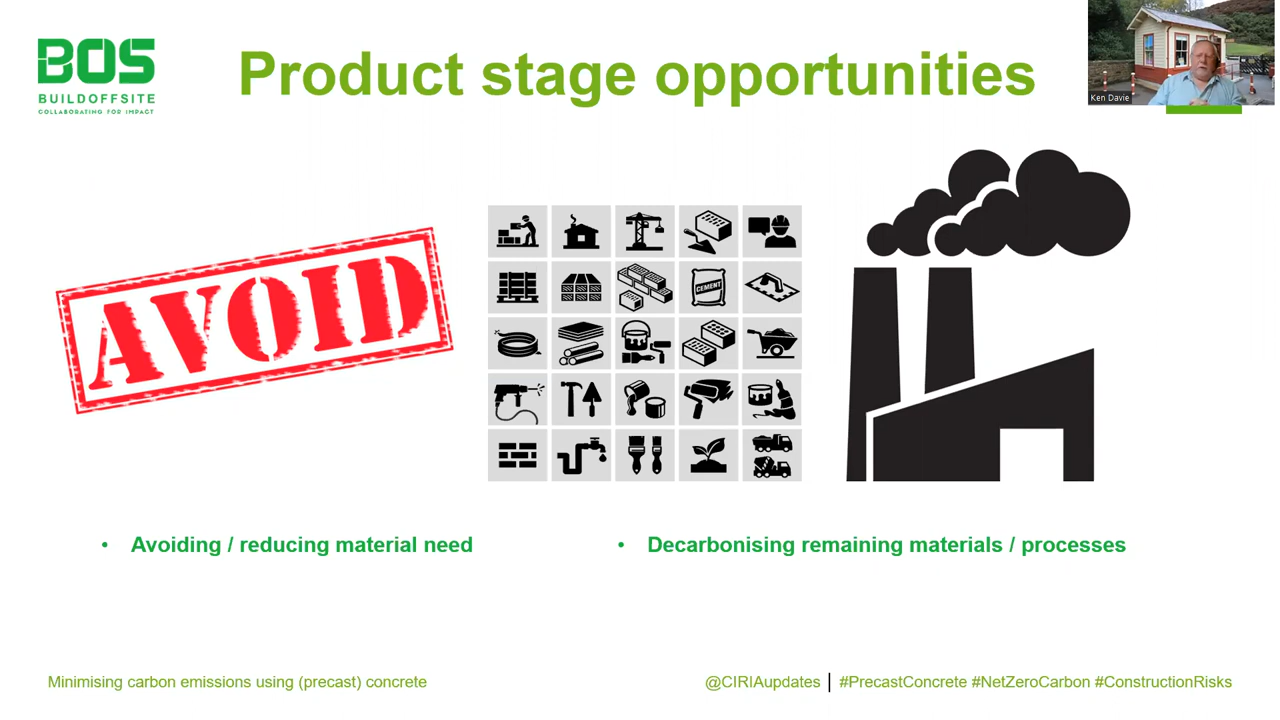 BOS
BUILDOFFSITE
COLLABORATING FOR IMPACT
Product stage opportunities
Ken Davie
AVOID
CEMENT
• Avoiding / reducing material need
• Decarbonising remaining materials / processes
Minimising carbon emissions using (precast) concrete
@CIRIAupdates | #PrecastConcrete #NetZeroCarbon #ConstructionRisks